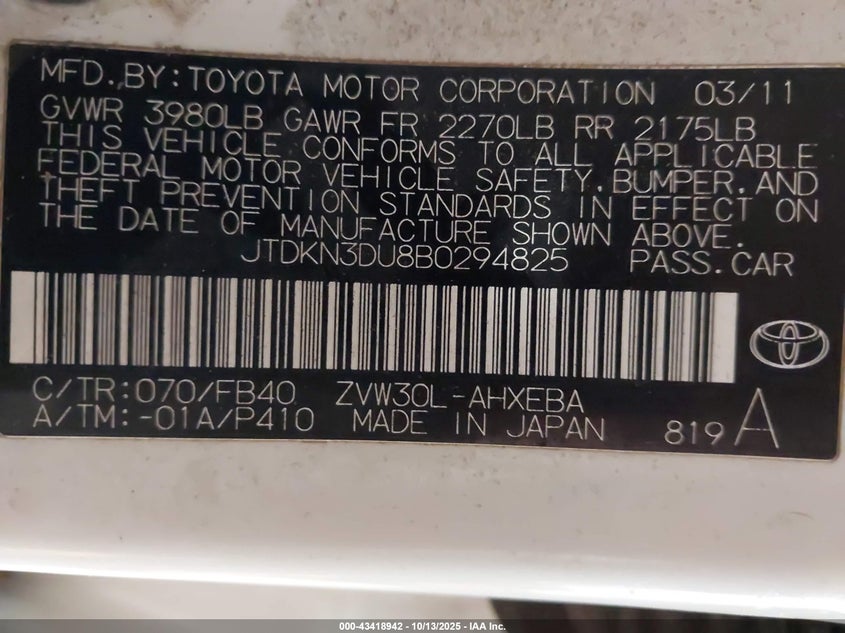 MFD. BY: TOYOTA MOTOR CORPORATION 03/11
GVWR 3980LB GAWR FR 2270LB RR 2175LB
THIS VEHICLE CONFORMS TO ALL APPLICABLE
FEDERAL MOTOR VEHICLE SAFETY, BUMPER, AND
THEFT PREVENTION STANDARDS IN EFFECT ON
THE DATE OF MANUFACTURE SHOWN ABOVE.
JTDKN3DU8B0294825 PASS. CAR
C/TR: 070/FB40 ZVW30L-AHXEBA
A/TM: -01A/P410 MADE IN JAPAN 819 A
000-43418942 - 10/13/2025 - IAA Inc.